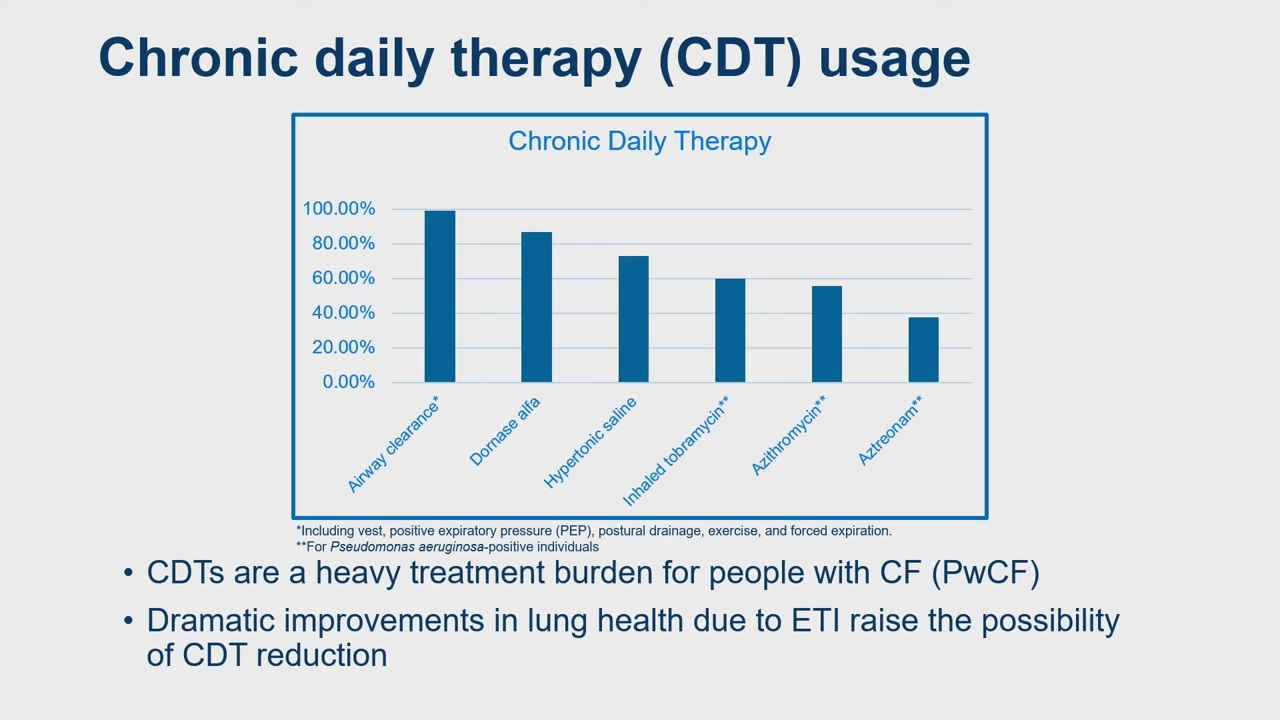 Chronic daily therapy (CDT) usage
Chronic Daily Therapy
100.00%
80.00%
60.00%
40.00%
20.00%
0.00%
Airway clearance*
Dornase alfa
Hypertonic saline
Inhaled tobramycin**
Azithromycin**
Aztreonam**
*Including vest, positive expiratory pressure (PEP), postural drainage, exercise, and forced expiration.
**For Pseudomonas aeruginosa-positive individuals
• CDTs are a heavy treatment burden for people with CF (PwCF)
• Dramatic improvements in lung health due to ETI raise the possibility
of CDT reduction